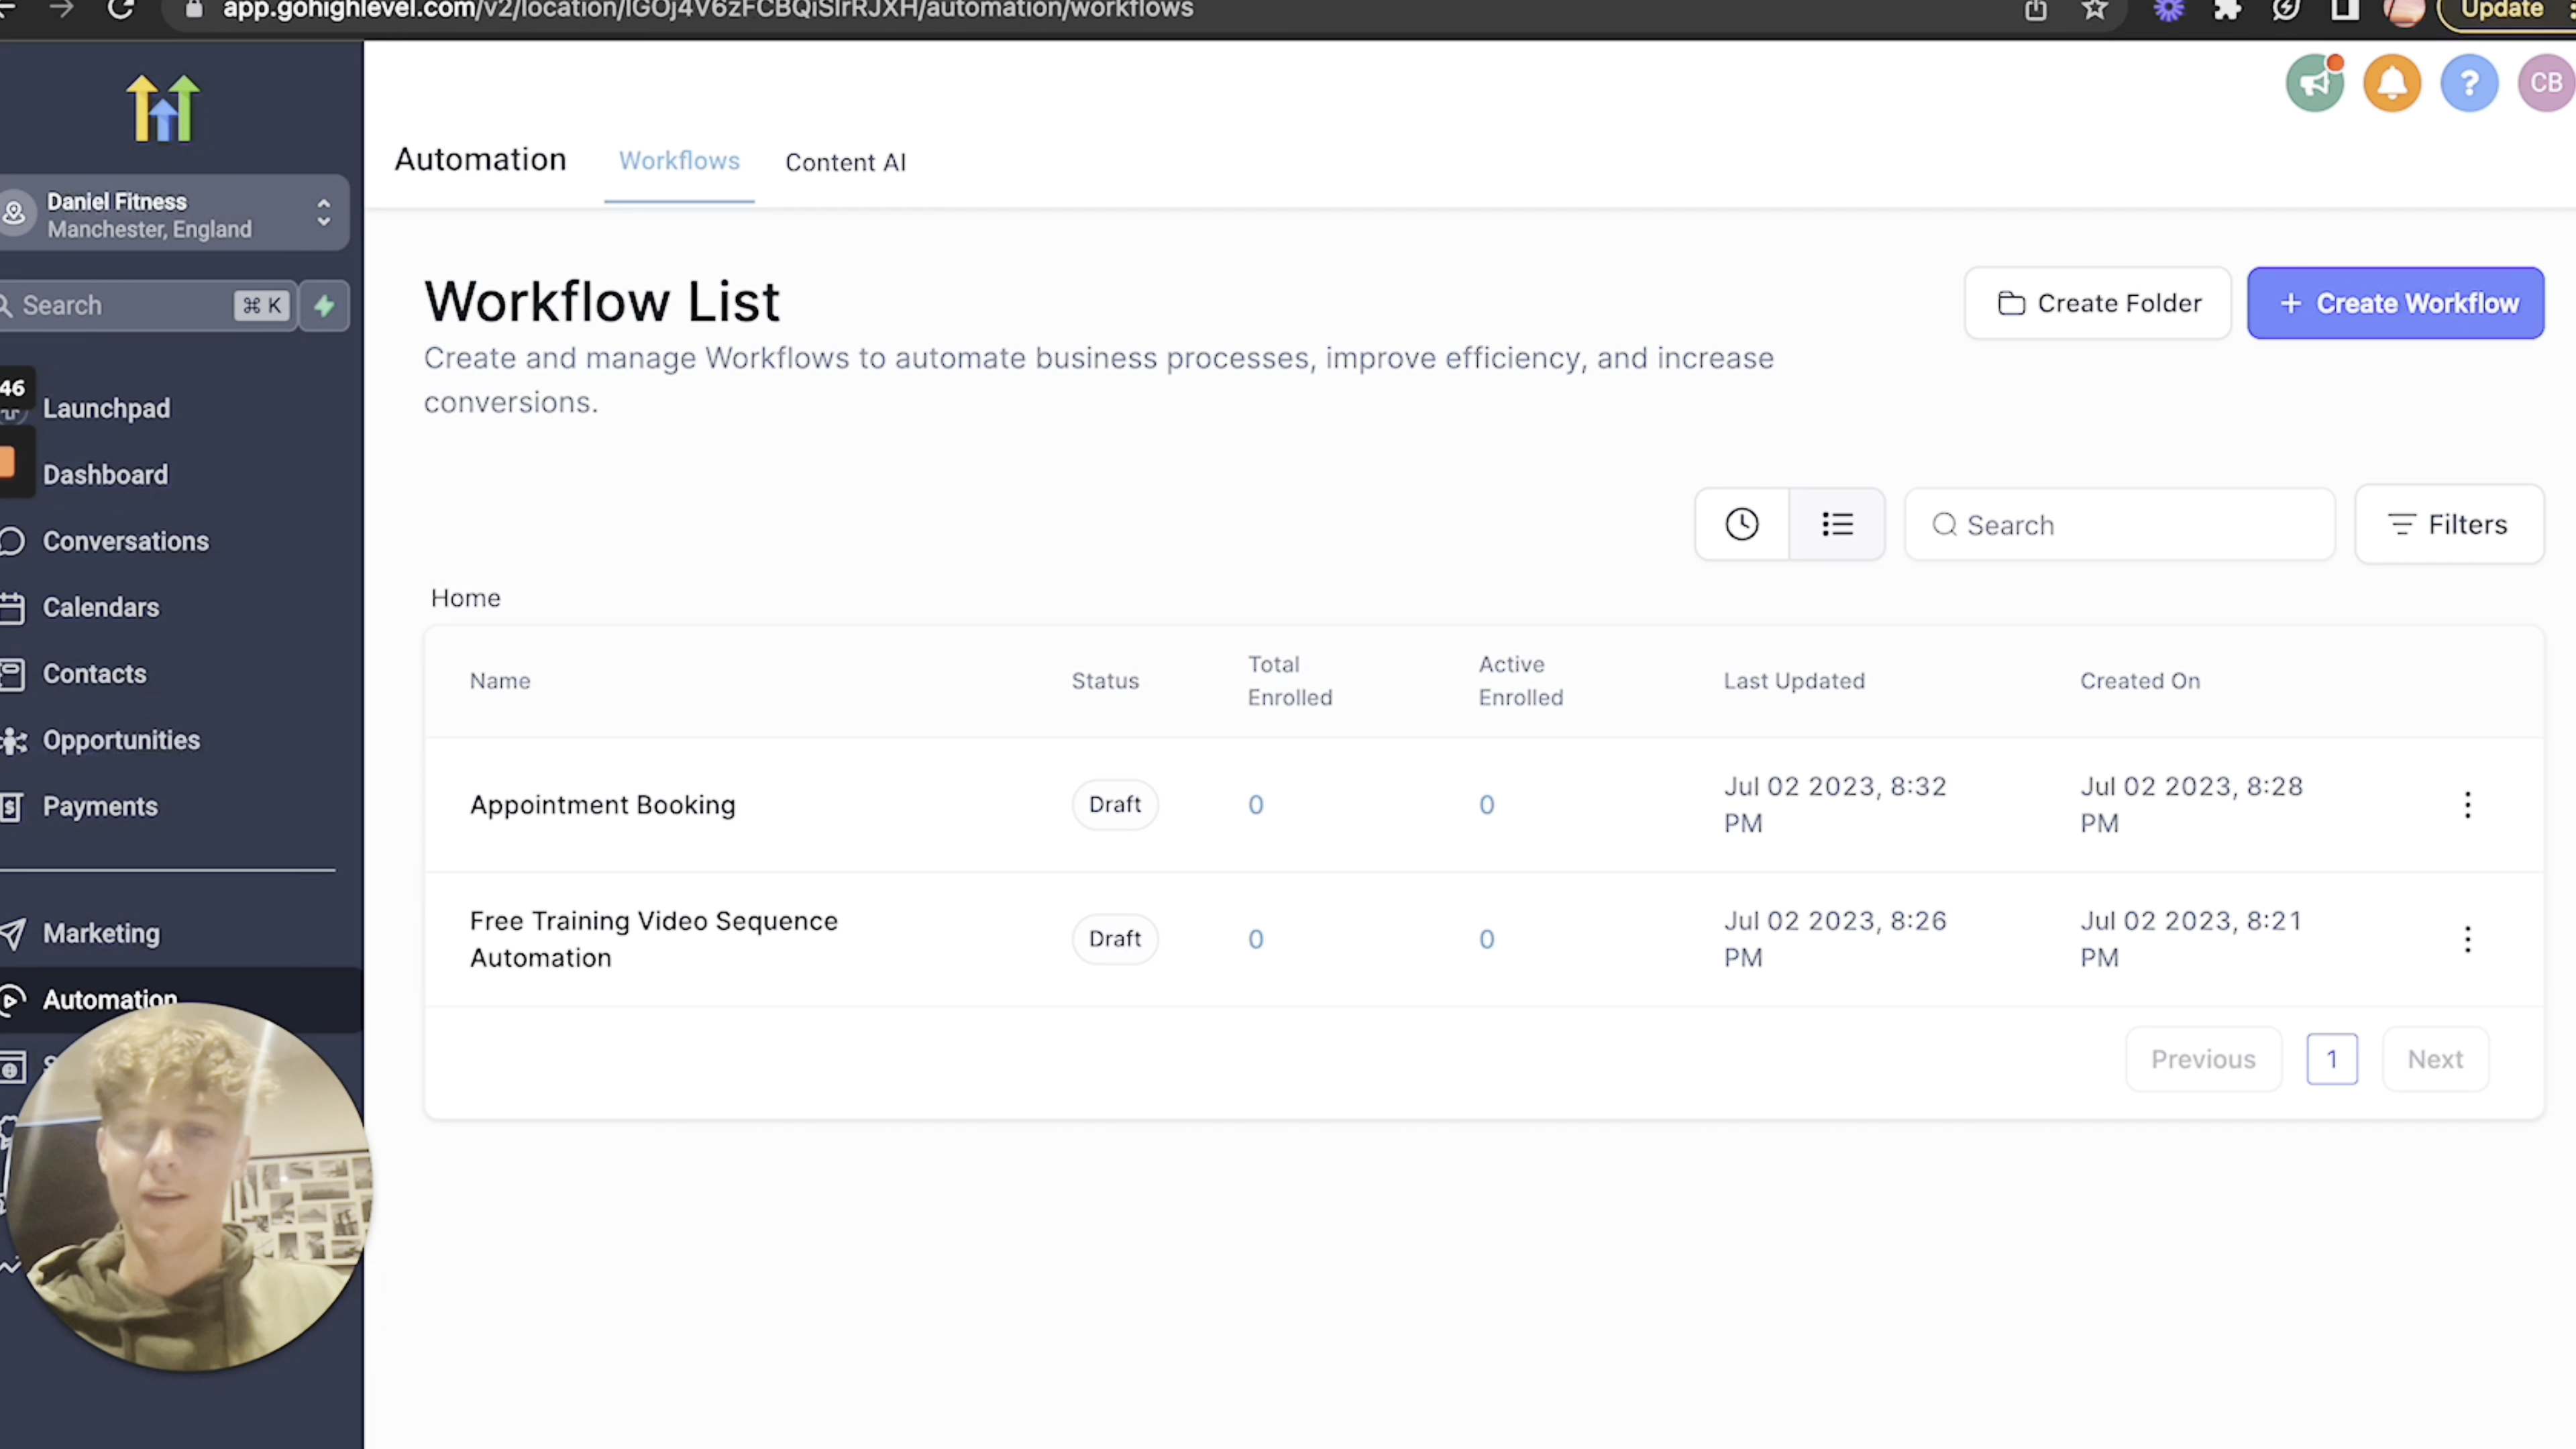 app.gohighlevel.com/v2/location/IGOj4V6zFCBQiSIrRJXH/automation/workflows
Update
CB
Automation
Workflows
Content AI
Daniel Fitness
Manchester, England
Search
⌘ K
46
Launchpad
Dashboard
Conversations
Calendars
Contacts
Opportunities
Payments
Marketing
Automation
Workflow List
Create and manage Workflows to automate business processes, improve efficiency, and increase
conversions.
Create Folder
+ Create Workflow
Search
Filters
Home
Name
Status
Total
Enrolled
Active
Enrolled
Last Updated
Created On
Appointment Booking
Draft
0
0
Jul 02 2023, 8:32
PM
Jul 02 2023, 8:28
PM
Free Training Video Sequence
Automation
Draft
0
0
Jul 02 2023, 8:26
PM
Jul 02 2023, 8:21
PM
Previous
1
Next